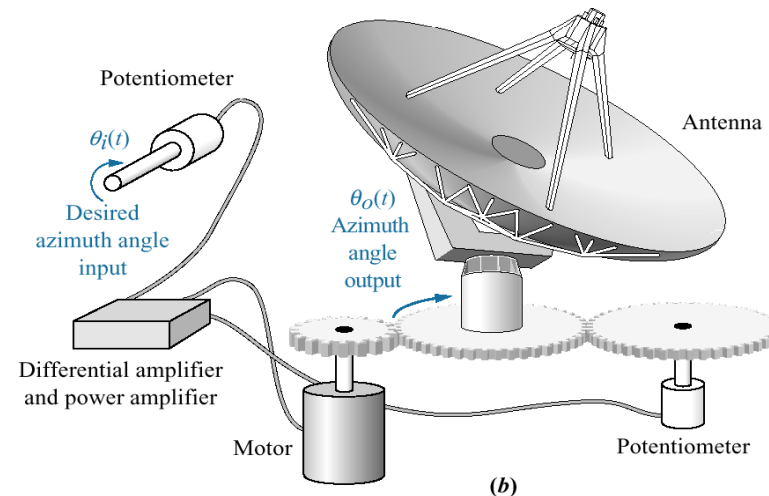 Potentiometer
θi(t)
Desired
azimuth angle
input
Antenna
θo(t)
Azimuth
angle
output
Differential amplifier
and power amplifier
Motor
Potentiometer
(b)